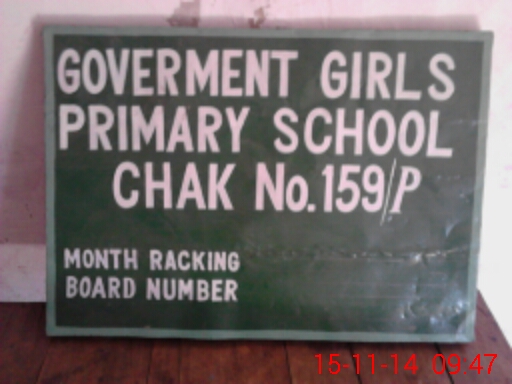 GOVERMENT GIRLS
PRIMARY SCHOOL
CHAK No. 159/P
MONTH RACKING
BOARD NUMBER
15-11-14 09:47